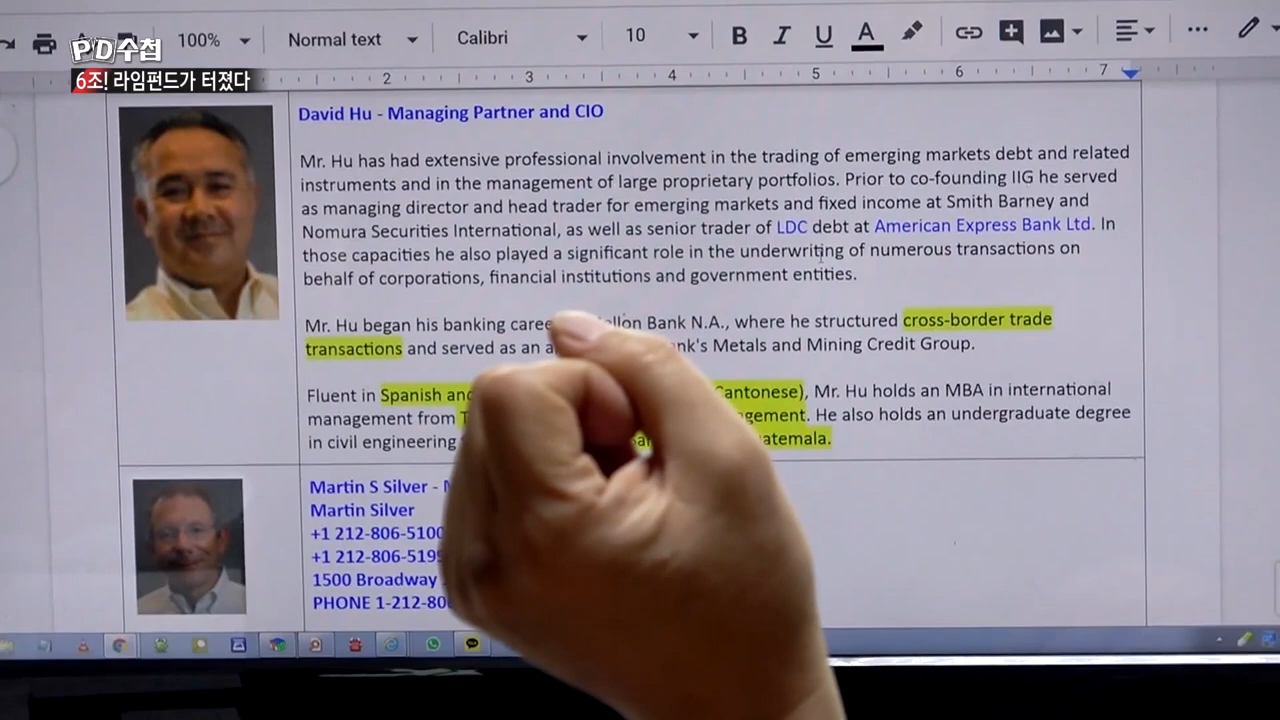 PD수첩
6조! 라임펀드가 터졌다
100% Normal text Calibri 10 B I U A
2 3 4 5 6 7
David Hu - Managing Partner and CIO
Mr. Hu has had extensive professional involvement in the trading of emerging markets debt and related
instruments and in the management of large proprietary portfolios. Prior to co-founding IIG he served
as managing director and head trader for emerging markets and fixed income at Smith Barney and
Nomura Securities International, as well as senior trader of LDC debt at American Express Bank Ltd. In
those capacities he also played a significant role in the underwriting of numerous transactions on
behalf of corporations, financial institutions and government entities.
Mr. Hu began his banking Bank N.A., where he structured cross-border trade
transactions and served as an Metals and Mining Credit Group.
Fluent in Spanish Cantonese), Mr. Hu holds an MBA in international
management from He also holds an undergraduate degree
in civil engineering
Martin S Silver -
Martin Silver
+1 212-806-5100
+1 212-806-519
1500 Broadway
PHONE 1-212-80